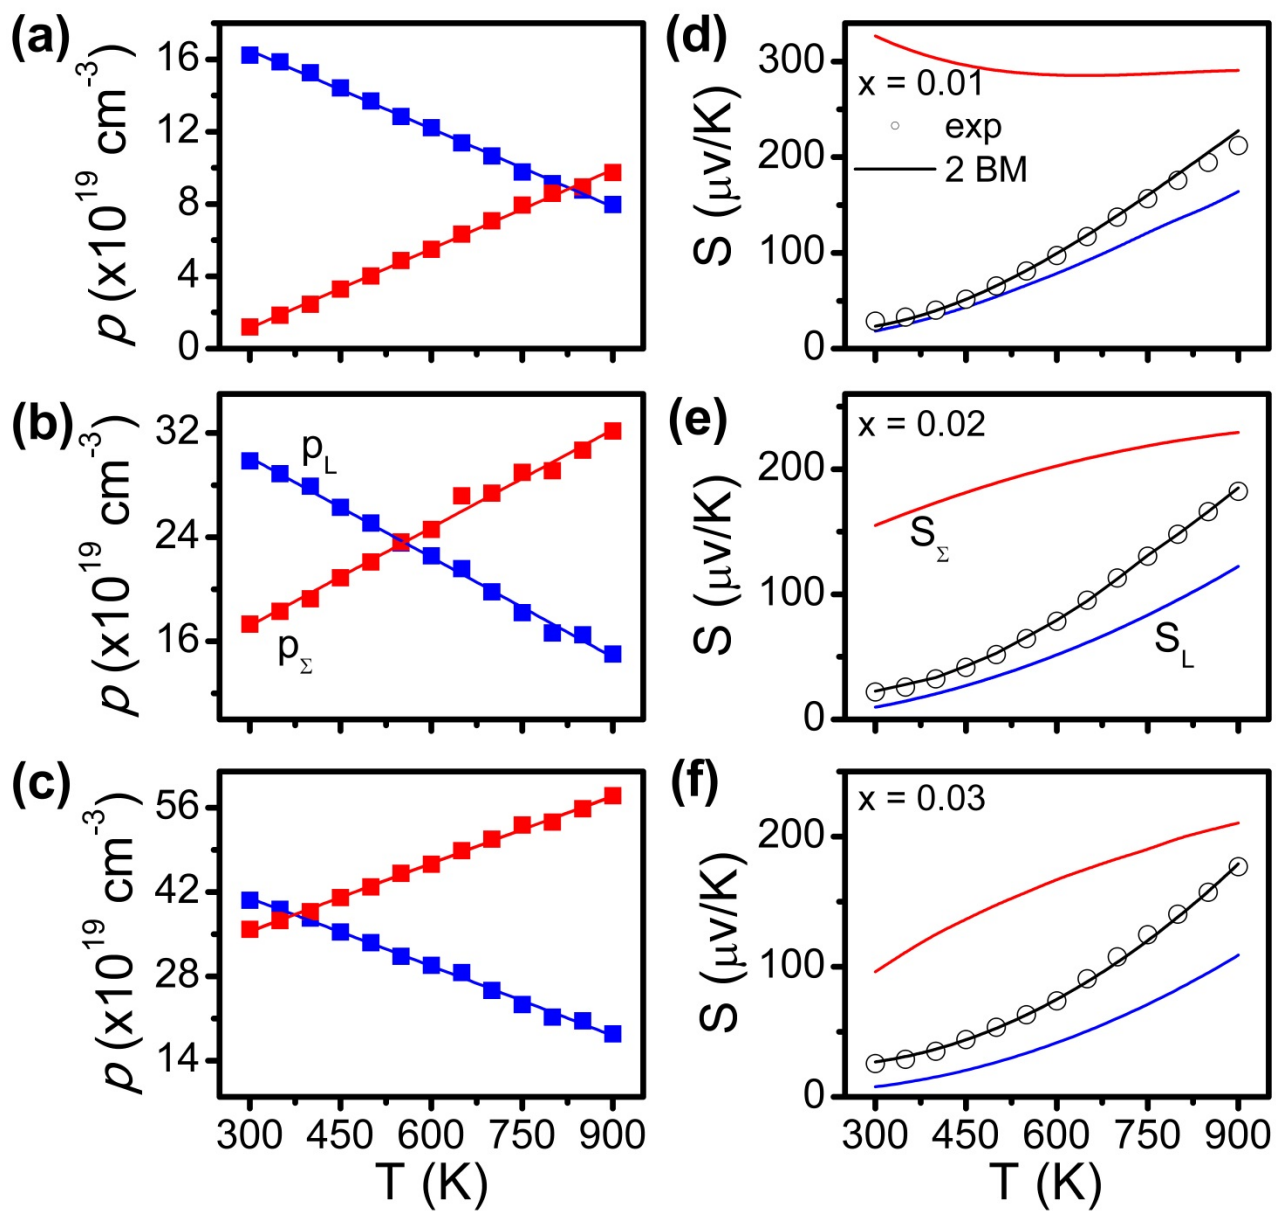 (a)
16
12
8
4
0
ρ (x10^19 cm^-3)
(d)
300
200
100
0
S (μv/K)
x = 0.01
exp
2 BM
(b)
32
24
16
ρ (x10^19 cm^-3)
p_L
p_Σ
(e)
200
100
0
S (μv/K)
x = 0.02
S_Σ
S_L
(c)
56
42
28
14
ρ (x10^19 cm^-3)
300 450 600 750 900
T (K)
(f)
200
100
0
S (μv/K)
x = 0.03
300 450 600 750 900
T (K)